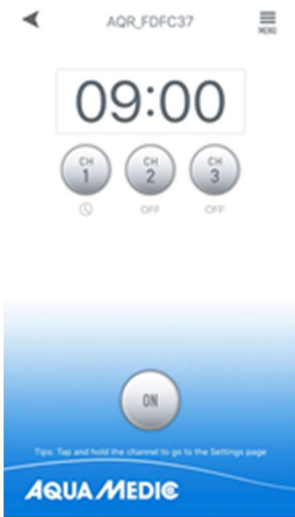 AQR_FDFC37
MENU
09:00
CH 1
CH 2
CH 3
OFF
OFF
ON
Tips: Tap and hold the channel to go to the Settings page
AQUA MEDIC